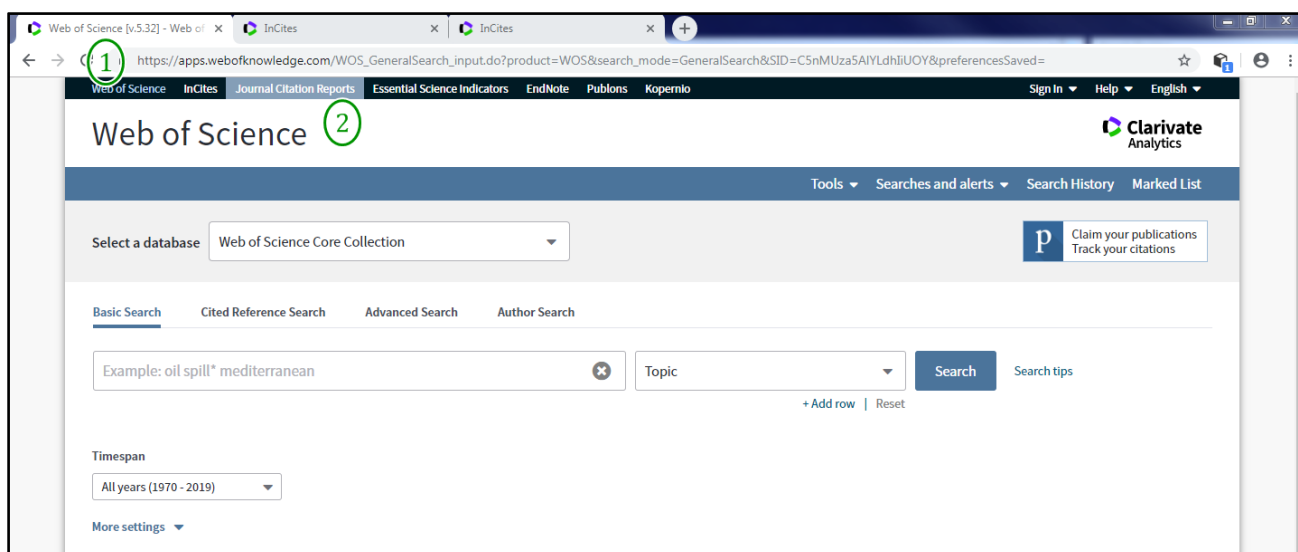 Web of Science [v.5.32] - Web of
InCites
InCites
1
https://apps.webofknowledge.com/WOS_GeneralSearch_input.do?product=WOS&search_mode=GeneralSearch&SID=C5nMUza5AlYLdhIiUOY&preferencesSaved=
1
Web of Science InCites Journal Citation Reports Essential Science Indicators EndNote Publons Kopernio Sign In Help English
2
Web of Science
Clarivate
Analytics
Tools Searches and alerts Search History Marked List
Select a database Web of Science Core Collection
p Claim your publications
Track your citations
Basic Search Cited Reference Search Advanced Search Author Search
Example: oil spill* mediterranean Topic Search Search tips
+ Add row | Reset
Timespan
All years (1970 - 2019)
More settings